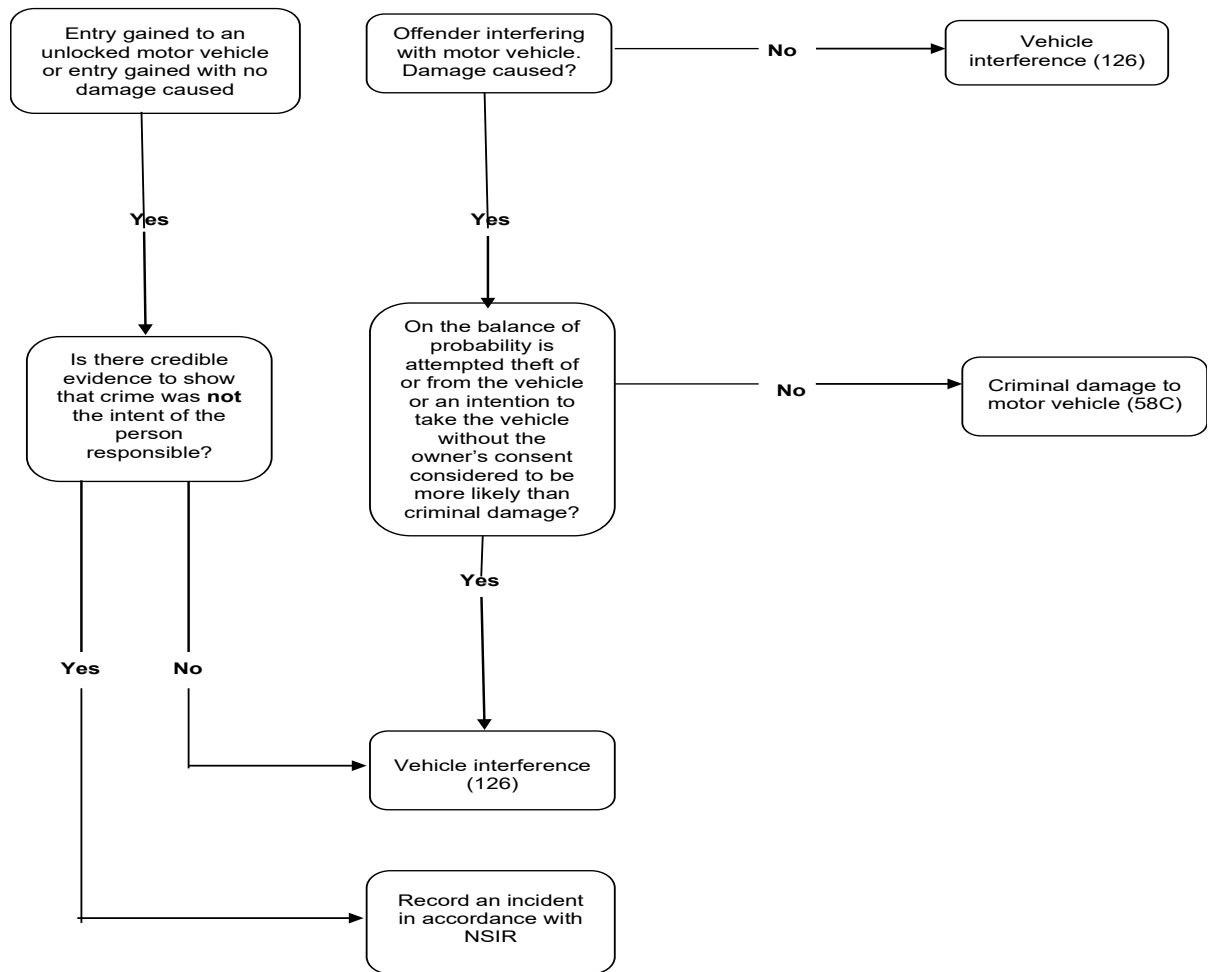 Entry gained to an
unlocked motor vehicle
or entry gained with no
damage caused
Offender interfering
with motor vehicle.
Damage caused?
No
Vehicle
interference (126)
Yes
Yes
Is there credible
evidence to show
that crime was not
the intent of the
person
responsible?
On the balance of
probability is
attempted theft of
or from the vehicle
or an intention to
take the vehicle
without the
owner’s consent
considered to be
more likely than
criminal damage?
No
Criminal damage to
motor vehicle (58C)
Yes
Yes
No
Vehicle interference
(126)
Record an incident
in accordance with
NSIR